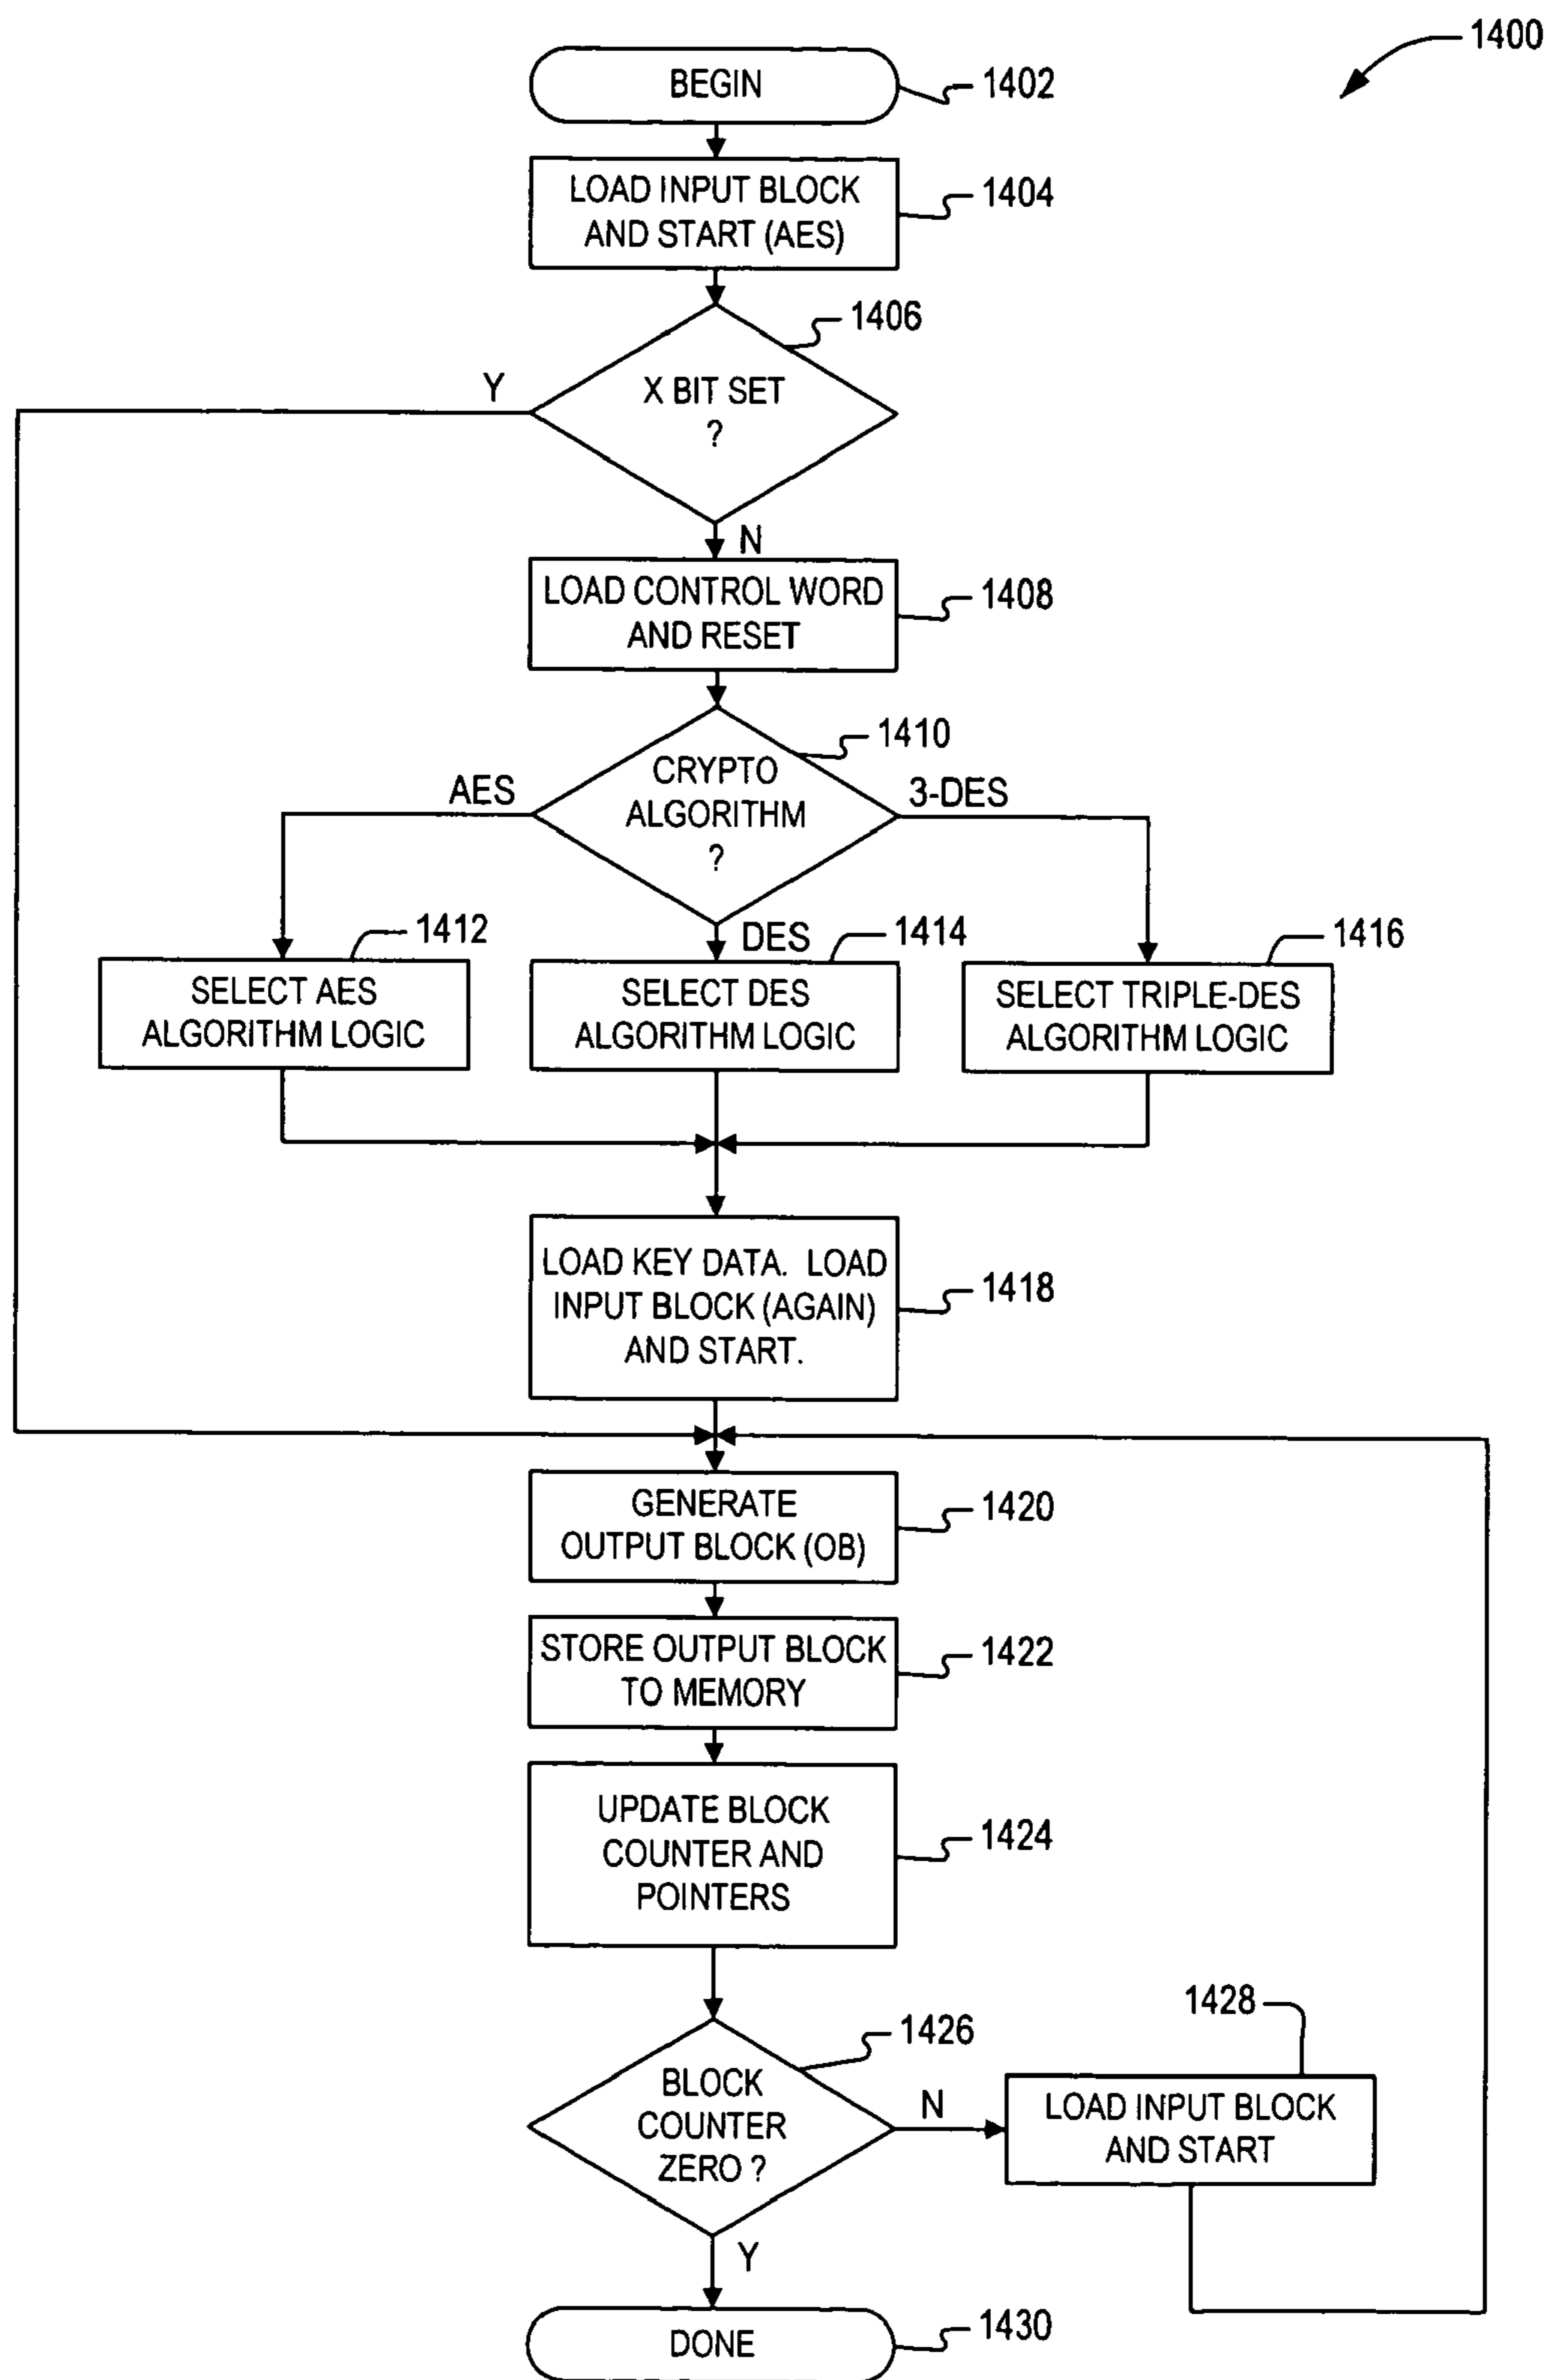 1400
BEGIN
1402
LOAD INPUT BLOCK
AND START (AES)
1404
1406
X BIT SET
?
Y
N
LOAD CONTROL WORD
AND RESET
1408
1410
CRYPTO
ALGORITHM
?
AES
3-DES
DES
1412
SELECT AES
ALGORITHM LOGIC
1414
SELECT DES
ALGORITHM LOGIC
1416
SELECT TRIPLE-DES
ALGORITHM LOGIC
LOAD KEY DATA. LOAD
INPUT BLOCK (AGAIN)
AND START.
1418
GENERATE
OUTPUT BLOCK (OB)
1420
STORE OUTPUT BLOCK
TO MEMORY
1422
UPDATE BLOCK
COUNTER AND
POINTERS
1424
1426
BLOCK
COUNTER
ZERO ?
N
1428
LOAD INPUT BLOCK
AND START
Y
DONE
1430